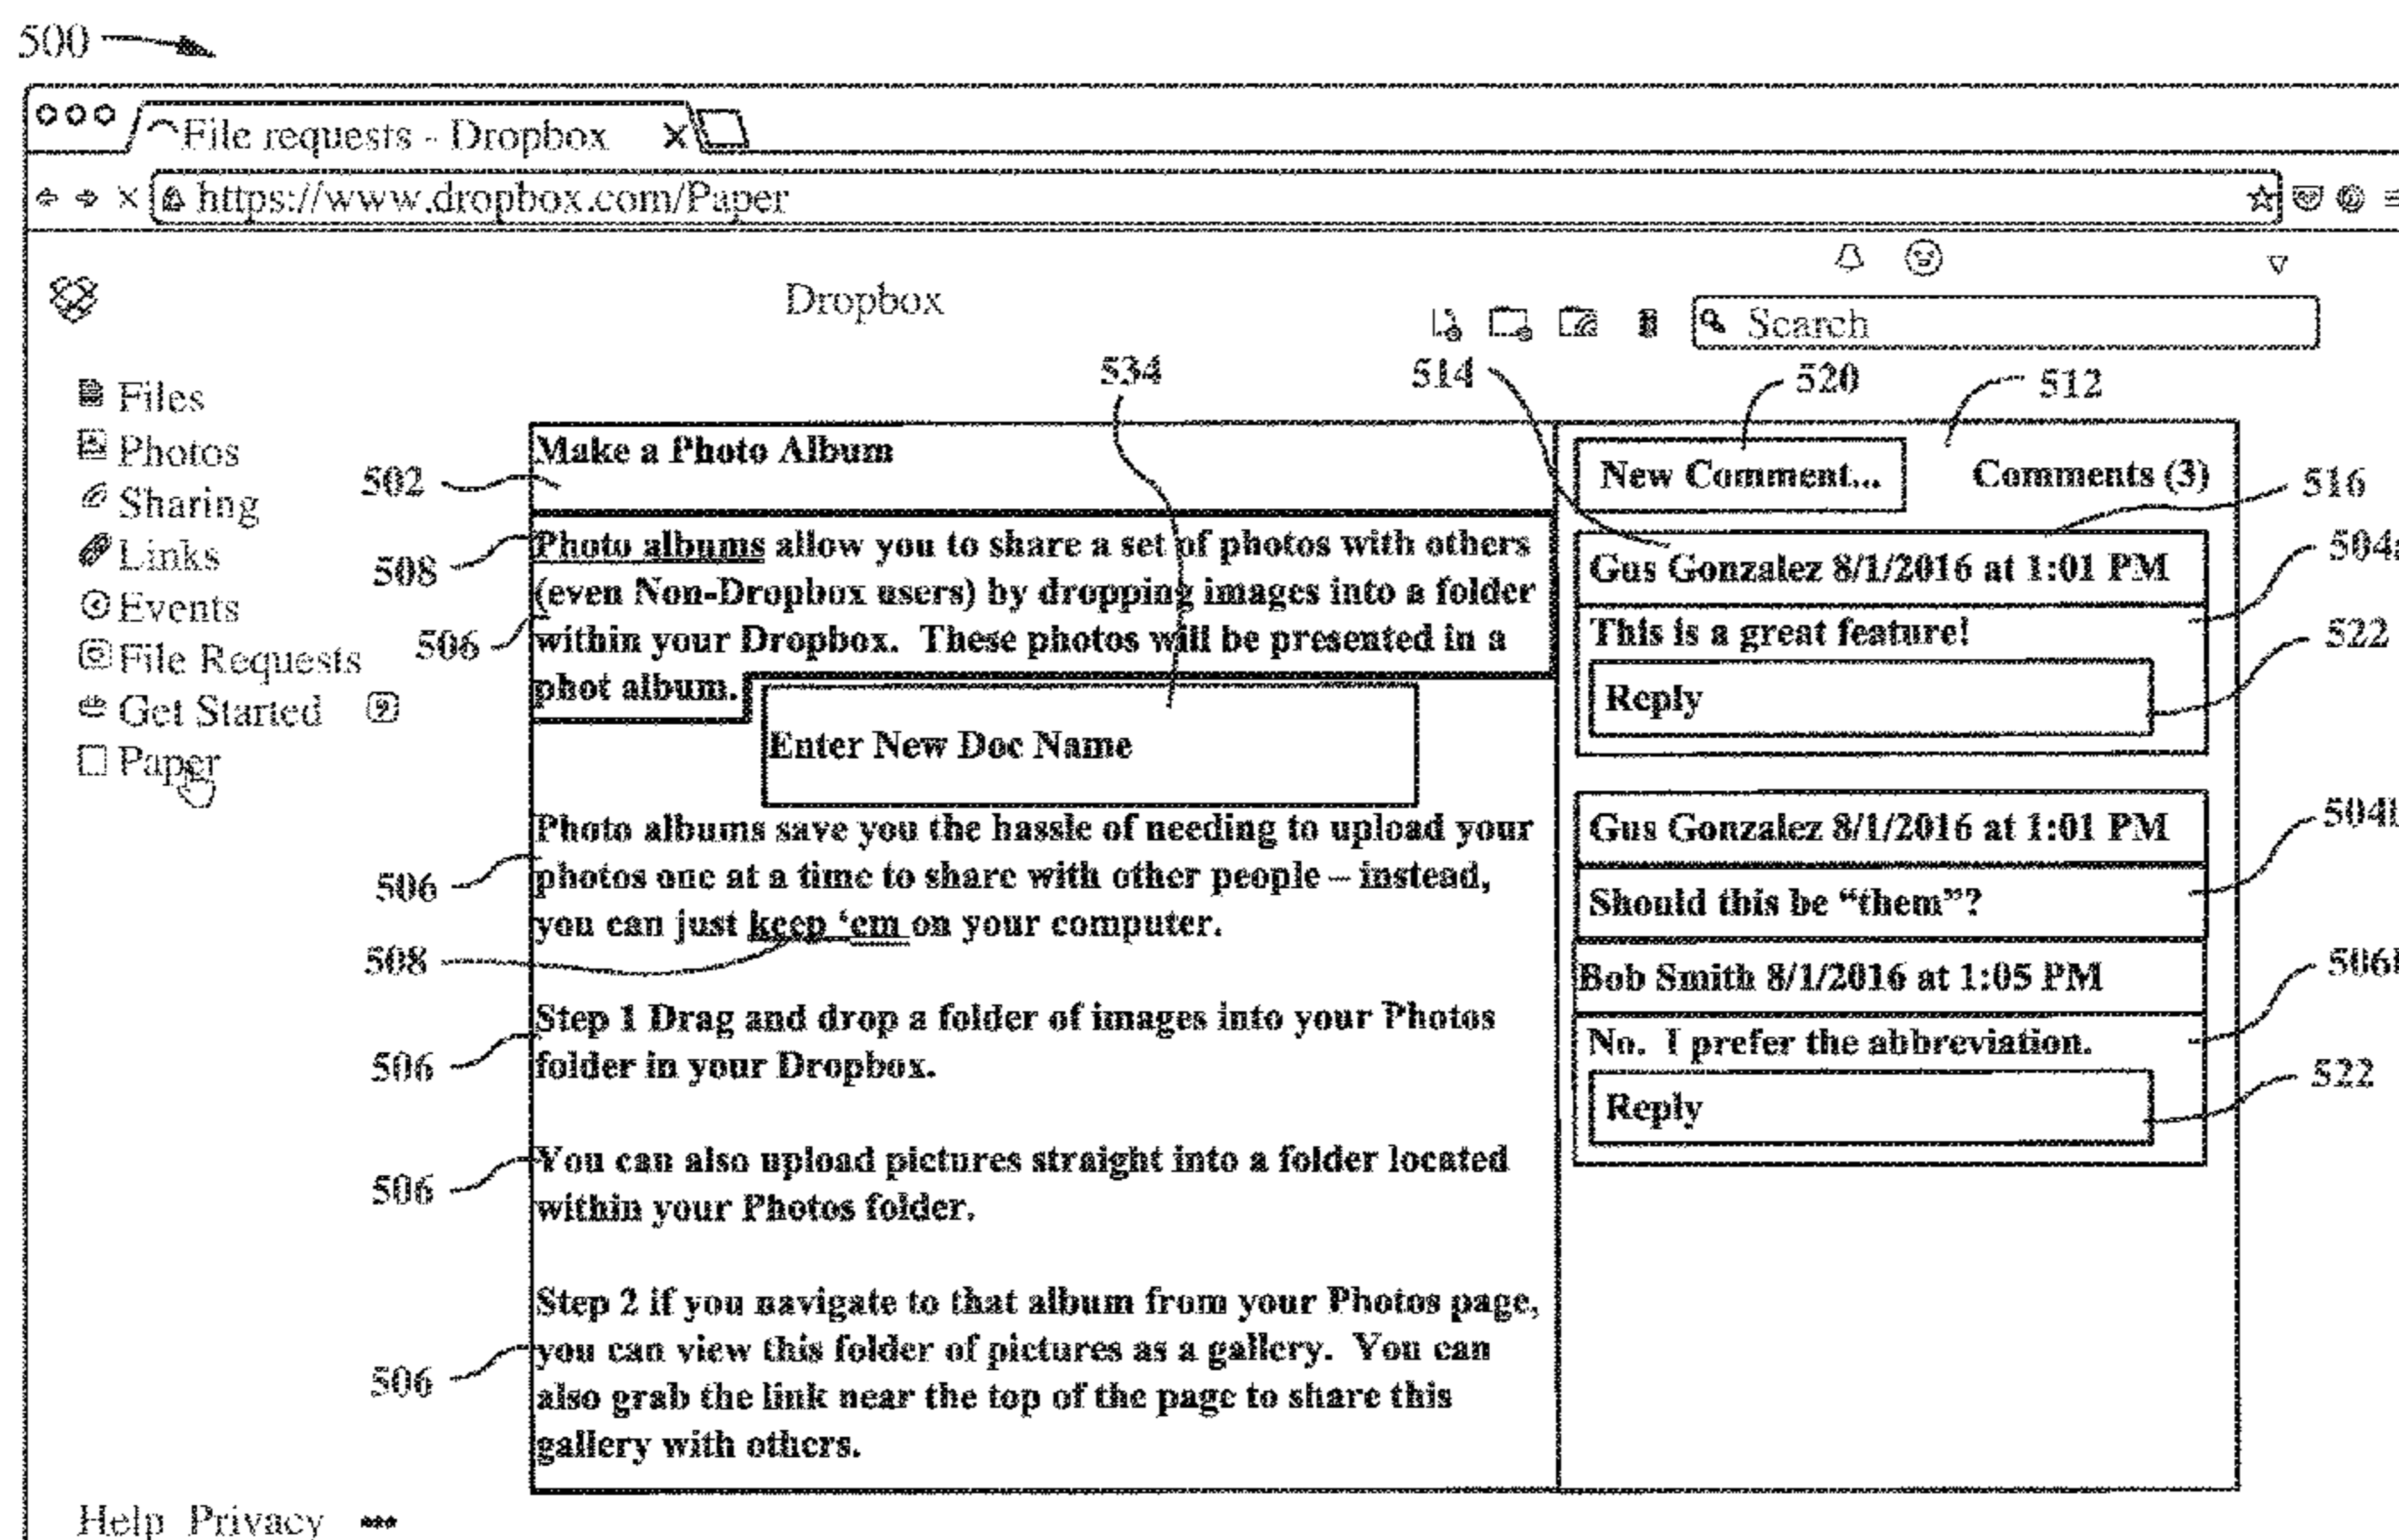 500
File requests - Dropbox
https://www.dropbox.com/Paper
Dropbox
Search
534
514
520
512
Files
Photos
Sharing
Links
Events
File Requests
Get Started
Paper
502
Make a Photo Album
508
Photo albums allow you to share a set of photos with others
(even Non-Dropbox users) by dropping images into a folder
506
within your Dropbox. These photos will be presented in a
phot album.
Enter New Doc Name
Photo albums save you the hassle of needing to upload your
506
photos one at a time to share with other people – instead,
you can just keep ‘em on your computer.
508
Step 1 Drag and drop a folder of images into your Photos
506
folder in your Dropbox.
You can also upload pictures straight into a folder located
506
within your Photos folder.
Step 2 if you navigate to that album from your Photos page,
506
you can view this folder of pictures as a gallery. You can
also grab the link near the top of the page to share this
gallery with others.
New Comment...
Comments (3)
516
Gus Gonzalez 8/1/2016 at 1:01 PM
504a
This is a great feature!
522
Reply
Gus Gonzalez 8/1/2016 at 1:01 PM
504b
Should this be “them”?
Bob Smith 8/1/2016 at 1:05 PM
506b
No. I prefer the abbreviation.
522
Reply
Help Privacy •••